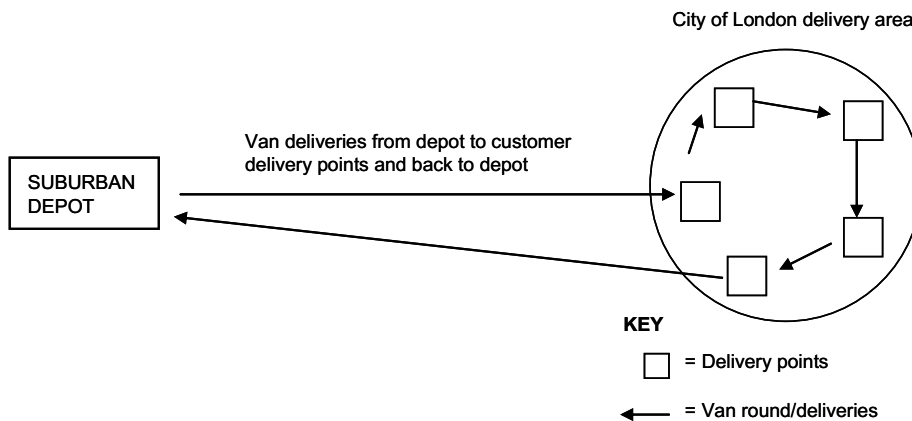 City of London delivery area
Van deliveries from depot to customer
delivery points and back to depot
SUBURBAN
DEPOT
KEY
= Delivery points
= Van round/deliveries